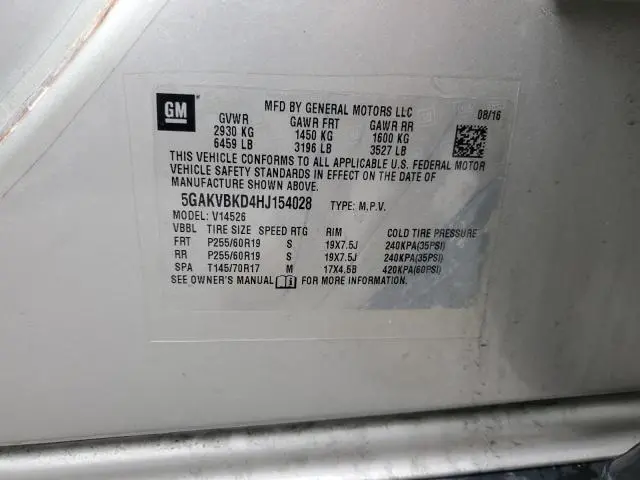 GM
MFD BY GENERAL MOTORS LLC
08/16
GVWR GAWR FRT GAWR RR
2930 KG 1450 KG 1600 KG
6459 LB 3196 LB 3527 LB
THIS VEHICLE CONFORMS TO ALL APPLICABLE U.S. FEDERAL MOTOR
VEHICLE SAFETY STANDARDS IN EFFECT ON THE DATE OF
MANUFACTURE SHOWN ABOVE.
5GAKVBKD4HJ154028 TYPE: M.P.V.
MODEL: V14526
VBBL TIRE SIZE SPEED RTG RIM COLD TIRE PRESSURE
FRT P255/60R19 S 19X7.5J 240KPA(35PSI)
RR P255/60R19 S 19X7.5J 240KPA(35PSI)
SPA T145/70R17 M 17X4.5B 420KPA(60PSI)
SEE OWNER'S MANUAL FOR MORE INFORMATION.